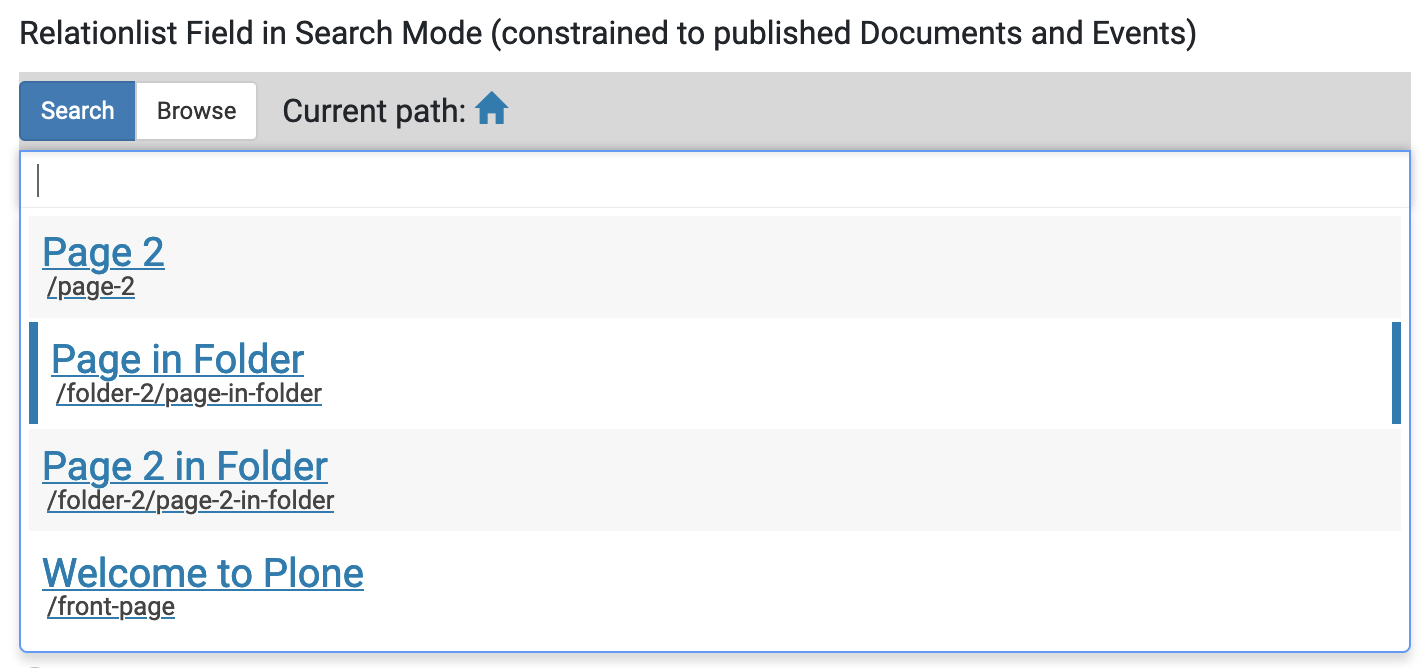 Relationlist Field in Search Mode (constrained to published Documents and Events)
Search Browse Current path:
Page 2
/page-2
Page in Folder
/folder-2/page-in-folder
Page 2 in Folder
/folder-2/page-2-in-folder
Welcome to Plone
/front-page